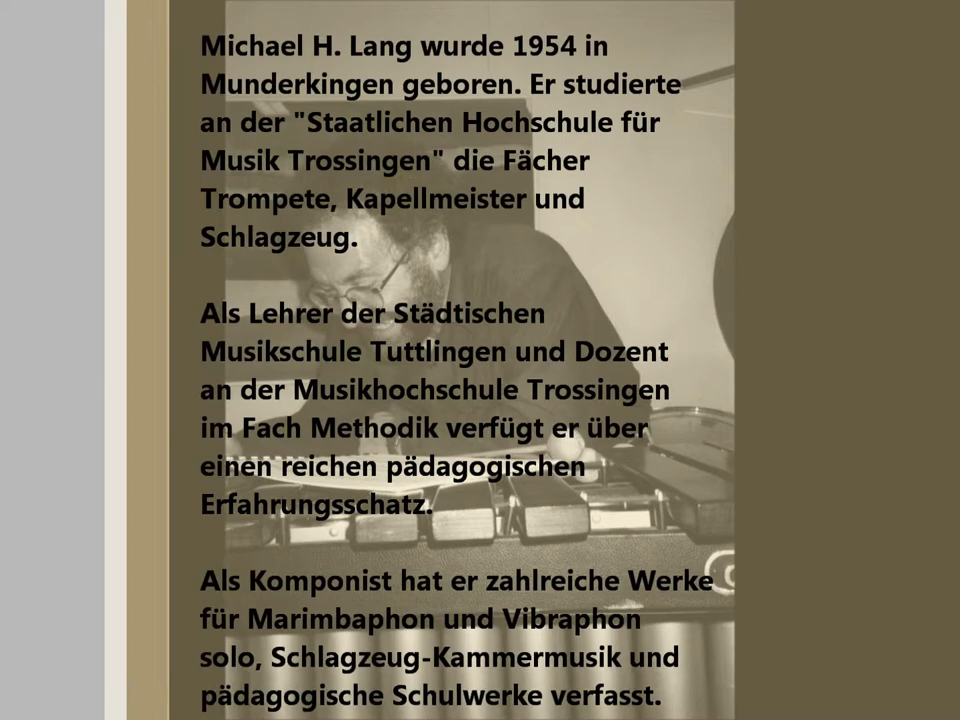 Michael H. Lang wurde 1954 in
Munderkingen geboren. Er studierte
an der "Staatlichen Hochschule für
Musik Trossingen" die Fächer
Trompete, Kapellmeister und
Schlagzeug.
Als Lehrer der Städtischen
Musikschule Tuttlingen und Dozent
an der Musikhochschule Trossingen
im Fach Methodik verfügt er über
einen reichen pädagogischen
Erfahrungsschatz.
Als Komponist hat er zahlreiche Werke
für Marimbaphon und Vibraphon
solo, Schlagzeug-Kammermusik und
pädagogische Schulwerke verfasst.